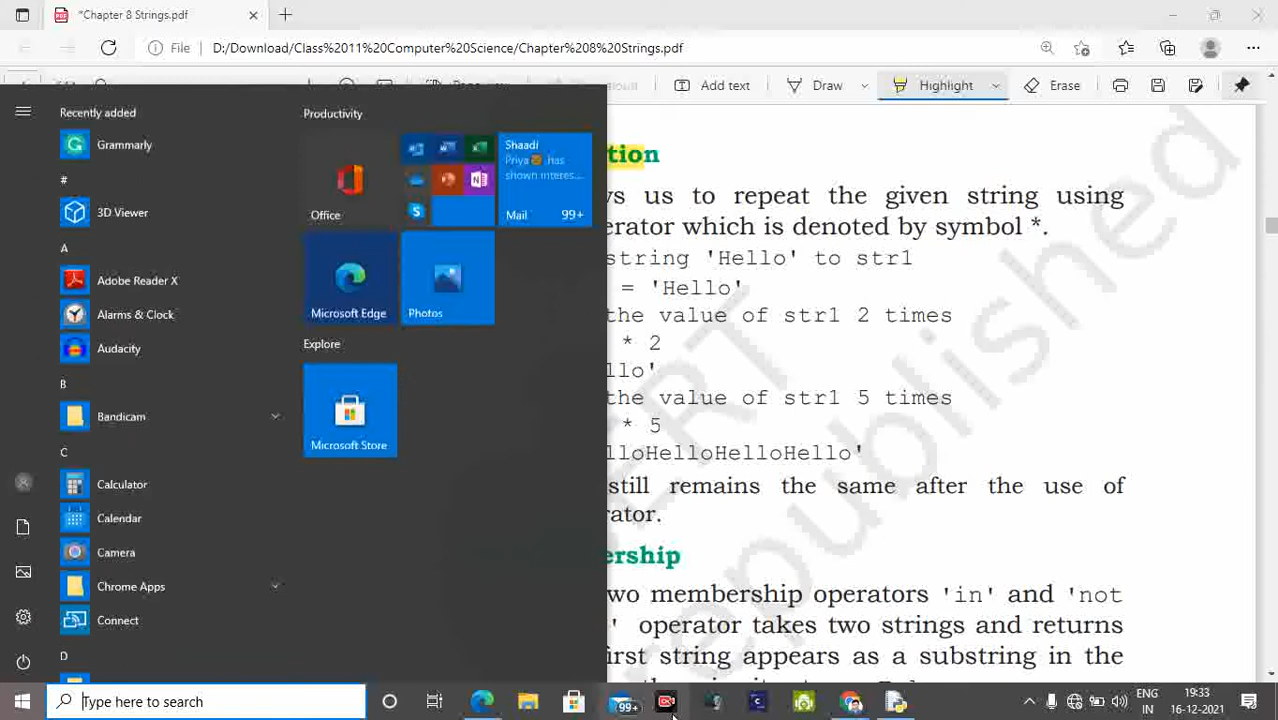 *Chapter 8 Strings.pdf
File D:/Download/Class%2011%20Computer%20Science/Chapter%208%20Strings.pdf
Add text Draw Highlight Erase
Recently added
Grammarly
#
3D Viewer
A
Adobe Reader X
Alarms & Clock
Audacity
B
Bandicam
C
Calculator
Calendar
Camera
Chrome Apps
Connect
D
Productivity
Office
Shaadi
Priya has
shown interes...
Mail 99+
Microsoft Edge
Photos
Explore
Microsoft Store
tion
ws us to repeat the given string using
erator which is denoted by symbol *.
string 'Hello' to str1
= 'Hello'
the value of str1 2 times
* 2
llo'
the value of str1 5 times
* 5
lloHelloHelloHello'
still remains the same after the use of
rator.
ership
wo membership operators 'in' and 'not
' operator takes two strings and returns
irst string appears as a substring in the
Type here to search
99+
ENG
IN
19:33
16-12-2021